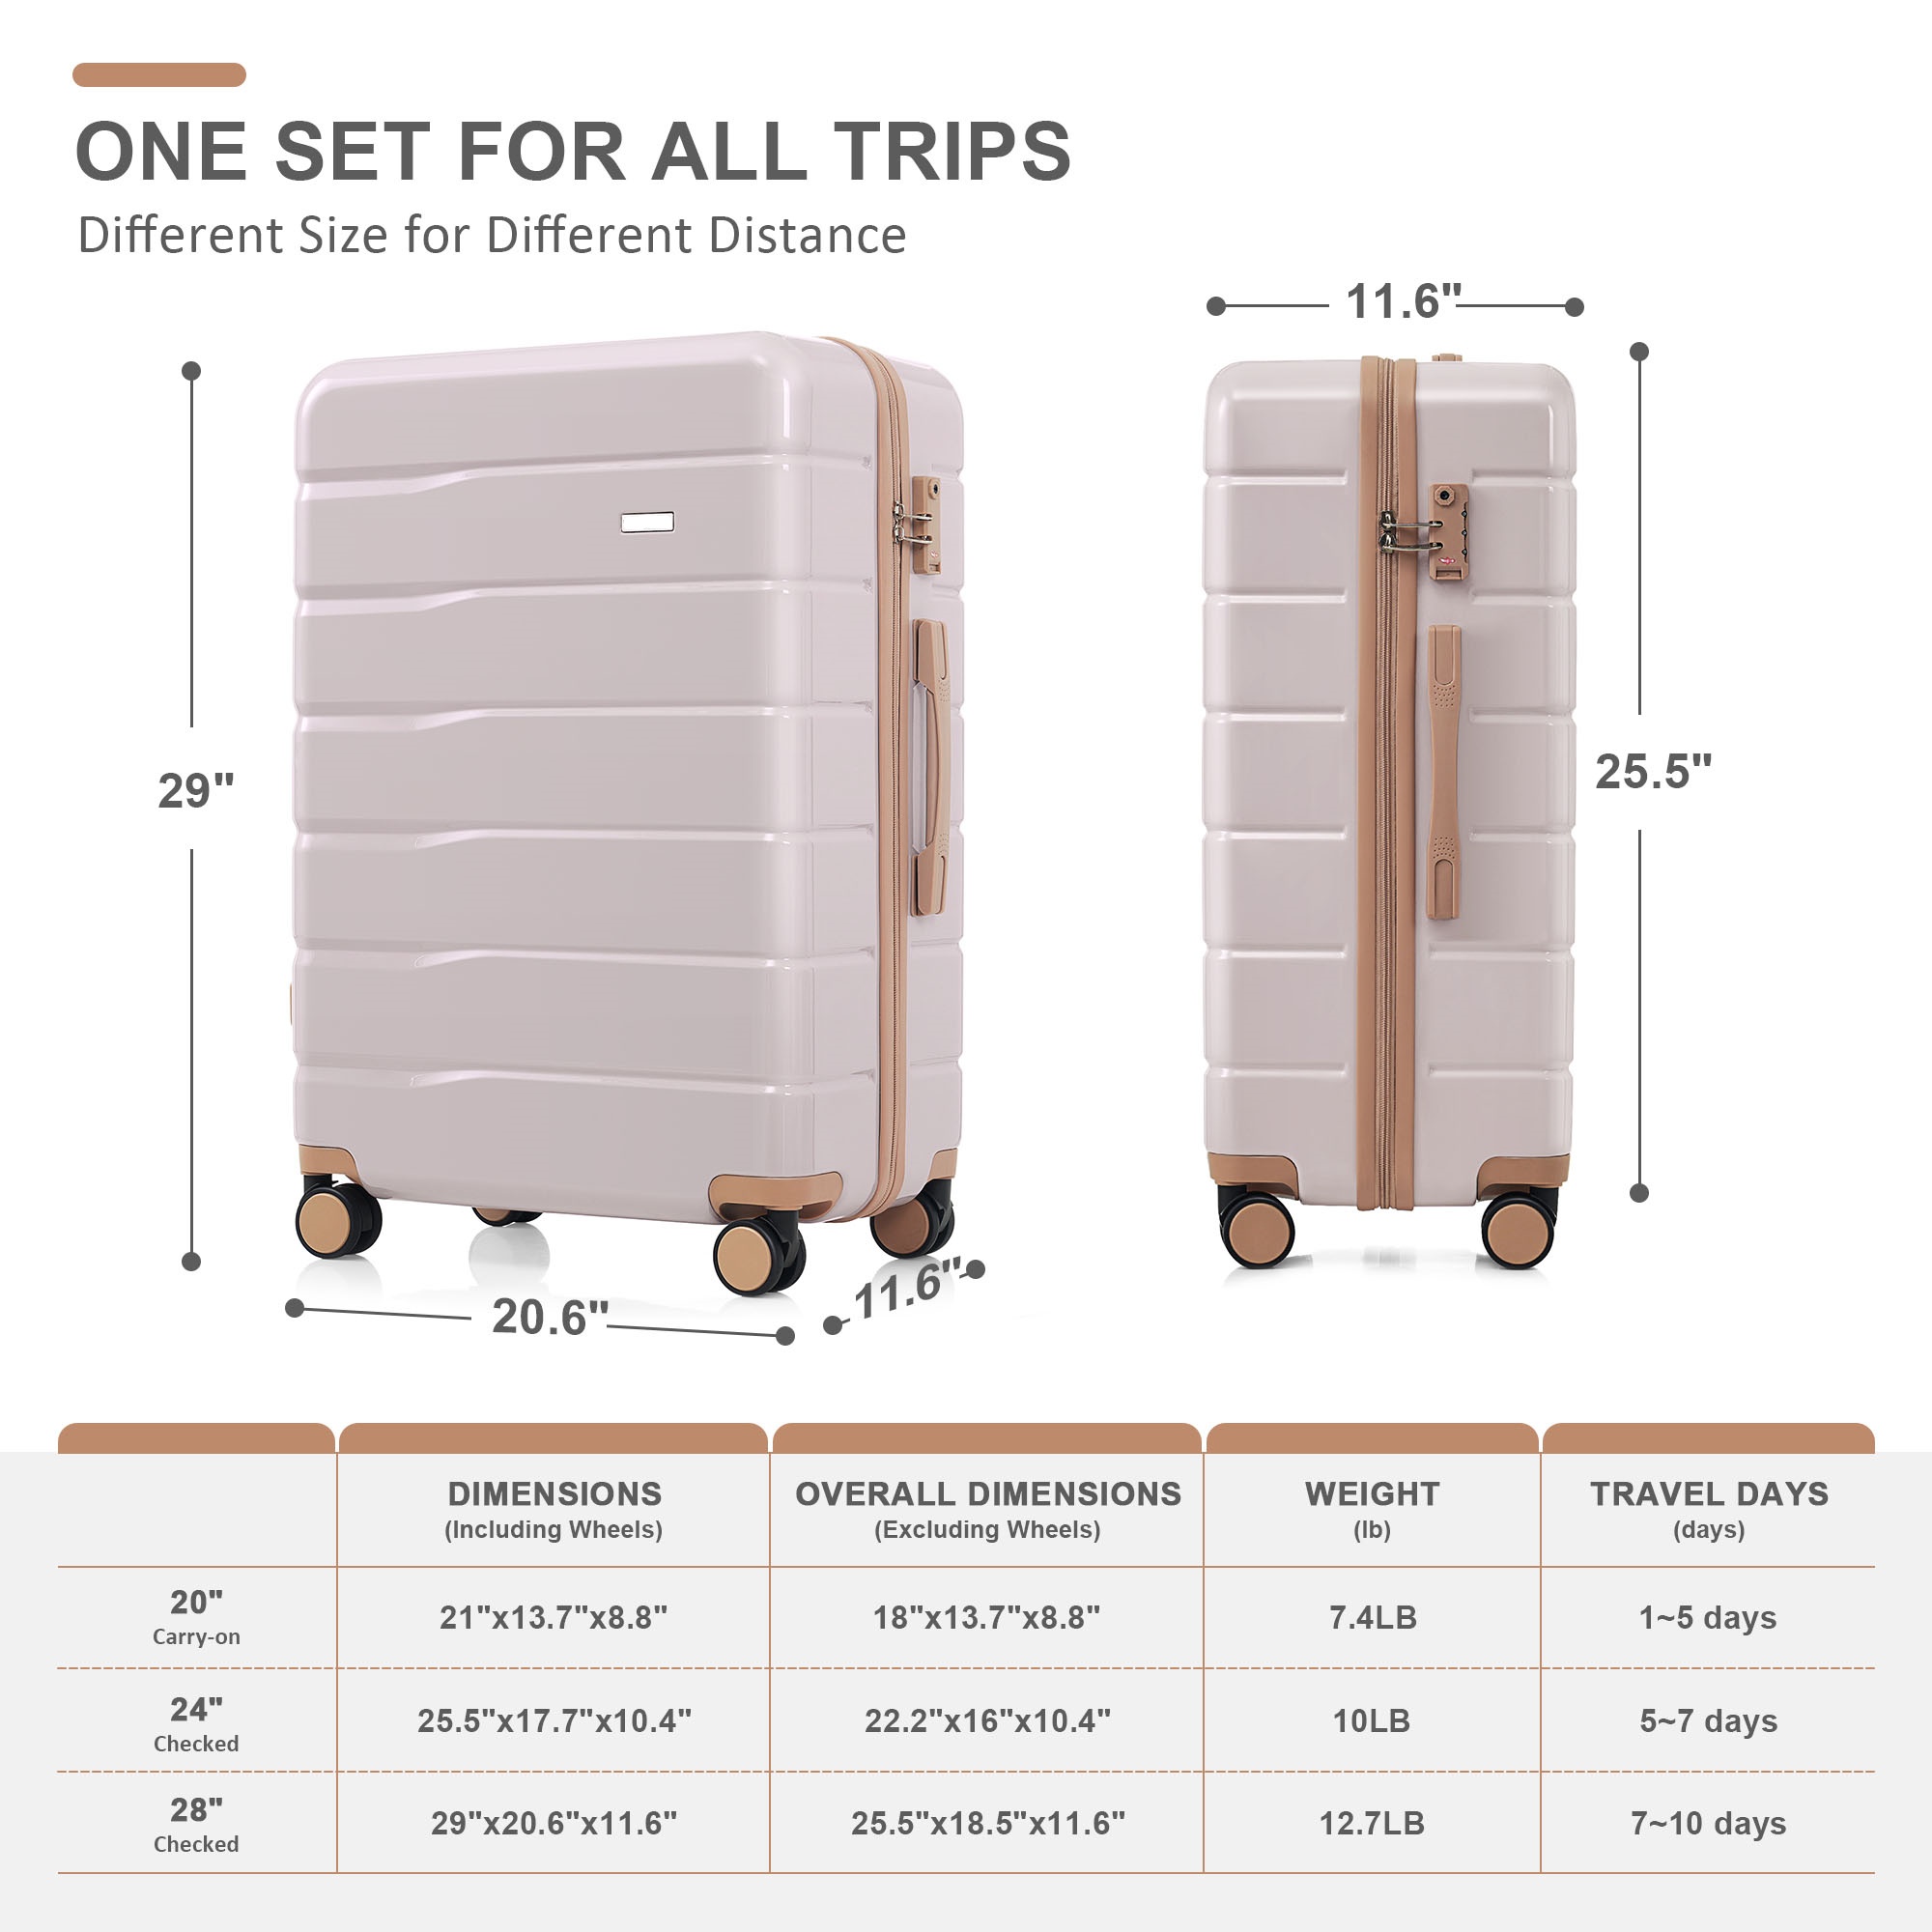 ONE SET FOR ALL TRIPS
Different Size for Different Distance
11.6"
29"
25.5"
20.6"
11.6"
DIMENSIONS
(Including Wheels)
OVERALL DIMENSIONS
(Excluding Wheels)
WEIGHT
(lb)
TRAVEL DAYS
(days)
20"
Carry-on
21"x13.7"x8.8"
18"x13.7"x8.8"
7.4LB
1~5 days
24"
Checked
25.5"x17.7"x10.4"
22.2"x16"x10.4"
10LB
5~7 days
28"
Checked
29"x20.6"x11.6"
25.5"x18.5"x11.6"
12.7LB
7~10 days